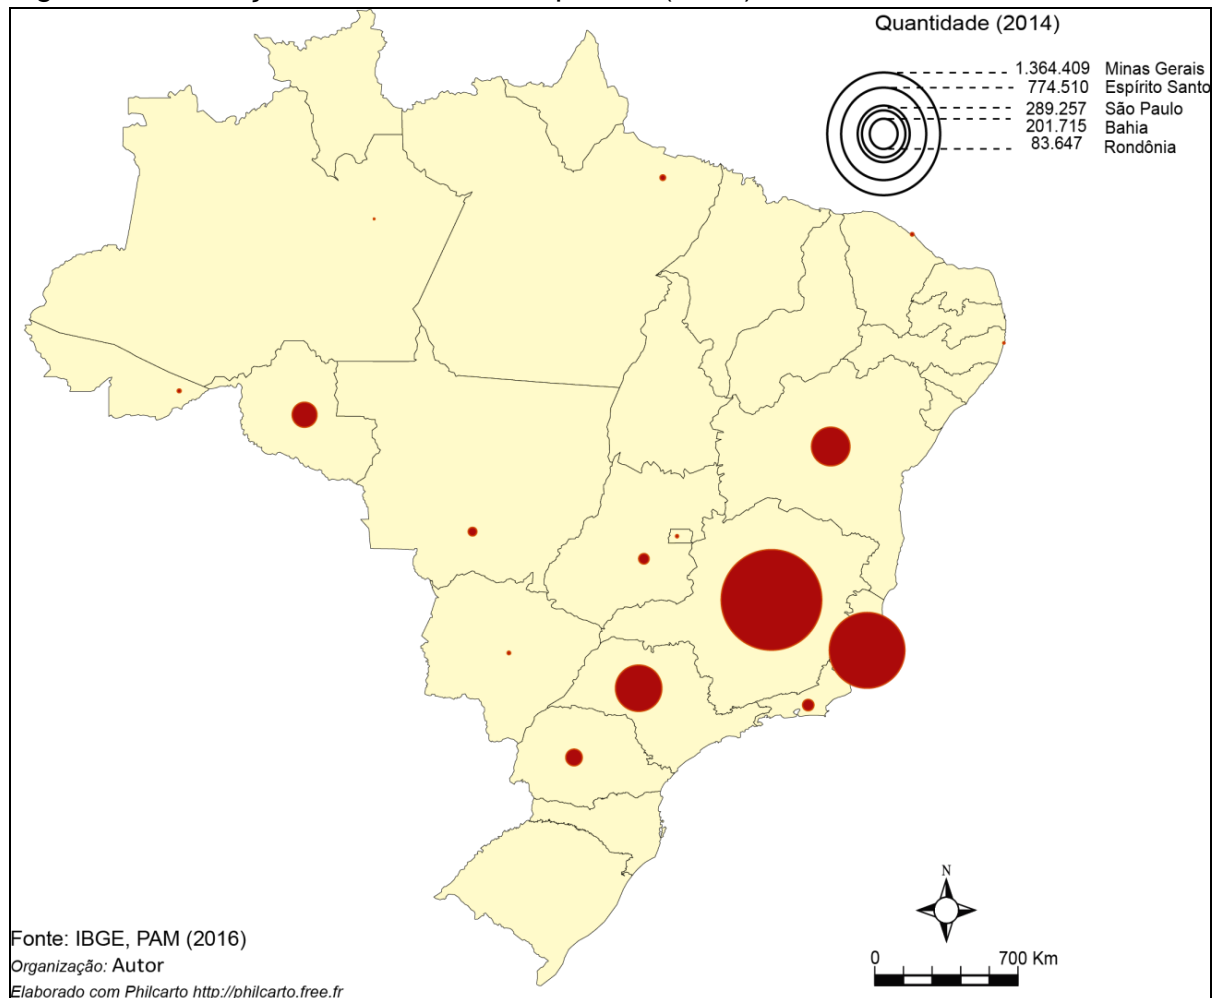 Quantidade (2014)
1.364.409 Minas Gerais
774.510 Espírito Santo
289.257 São Paulo
201.715 Bahia
83.647 Rondônia
N
0 700 Km
Fonte: IBGE, PAM (2016)
Organização: Autor
Elaborado com Philcarto http://philcarto.free.fr